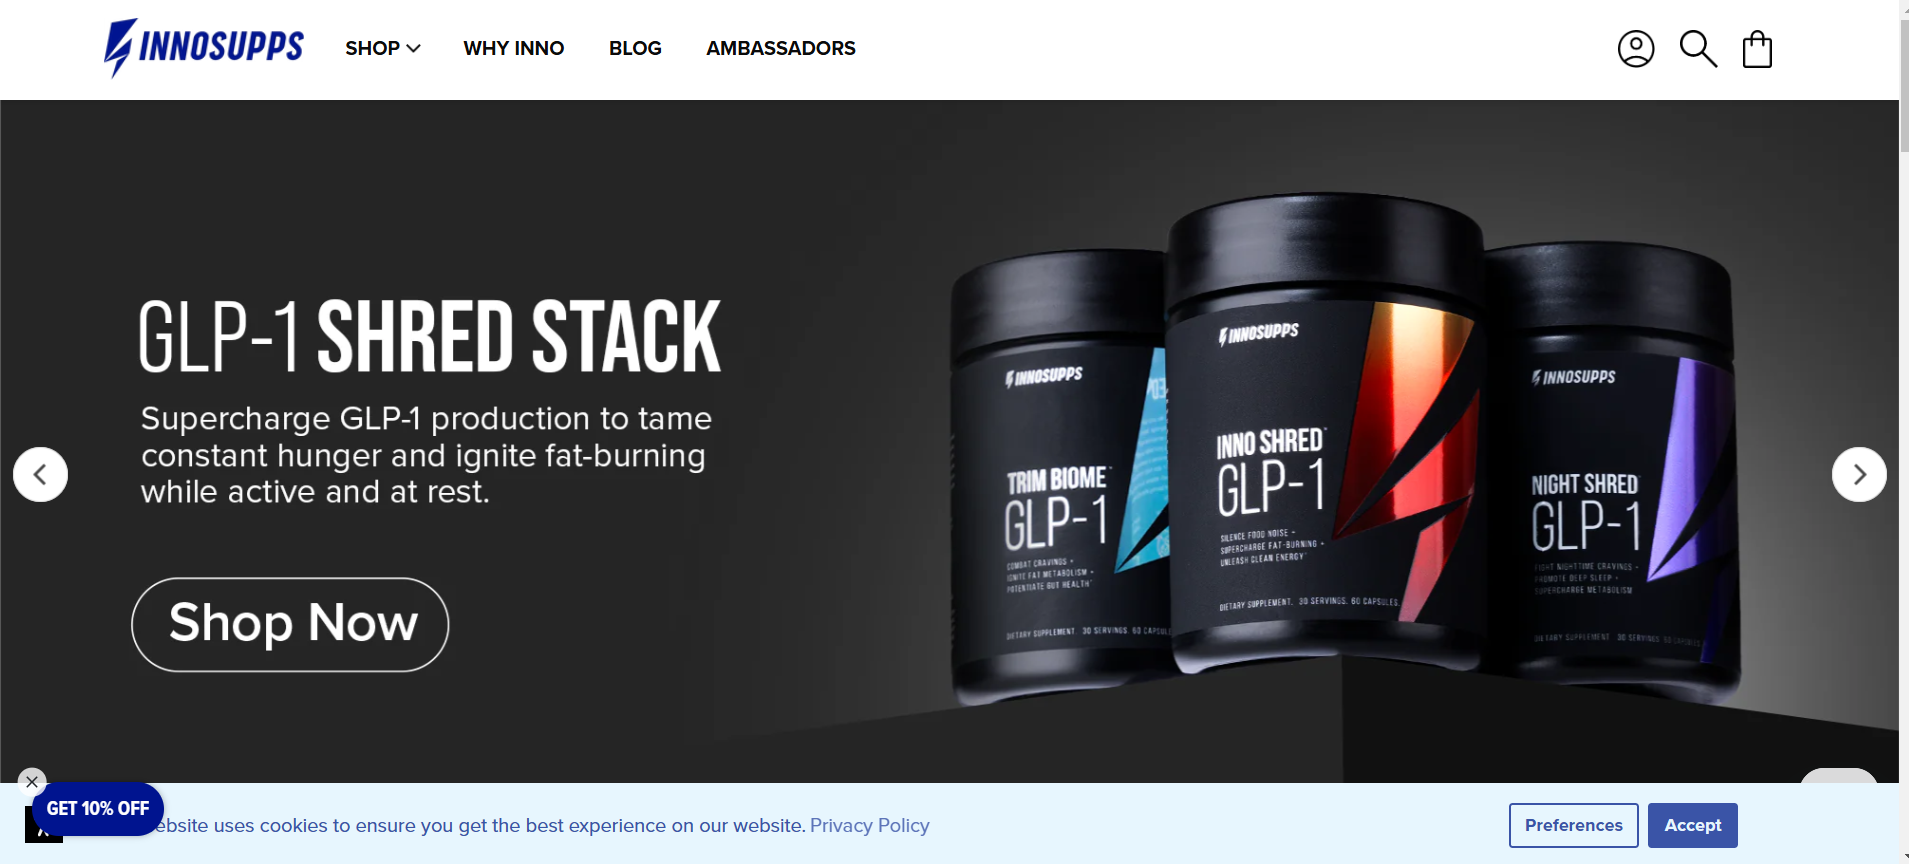 INNOSUPPS
SHOP
WHY INNO
BLOG
AMBASSADORS
GLP-1 SHRED STACK
Supercharge GLP-1 production to tame
constant hunger and ignite fat-burning
while active and at rest.
Shop Now
INNOSUPPS
TRIM BIOME™
GLP-1
COMBAT CRAVINGS +
IGNITE FAT METABOLISM +
POTENTIATE GUT HEALTH
DIETARY SUPPLEMENT. 30 SERVINGS. 60
INNOSUPPS
INNO SHRED™
GLP-1
SILENCE FOOD NOISE +
SUPERCHARGE FAT-BURNING +
UNLEASH CLEAN ENERGY
DIETARY SUPPLEMENT. 30 SERVINGS. 60 CAPSULES.
INNOSUPPS
NIGHT SHRED™
GLP-1
FIGHT NIGHTTIME CRAVINGS +
PROMOTE DEEP SLEEP +
SUPERCHARGE METABOLISM
DIETARY SUPPLEMENT. 30 SERVINGS. 60 CAPSULES.
GET 10% OFF
ebsite uses cookies to ensure you get the best experience on our website. Privacy Policy
Preferences
Accept